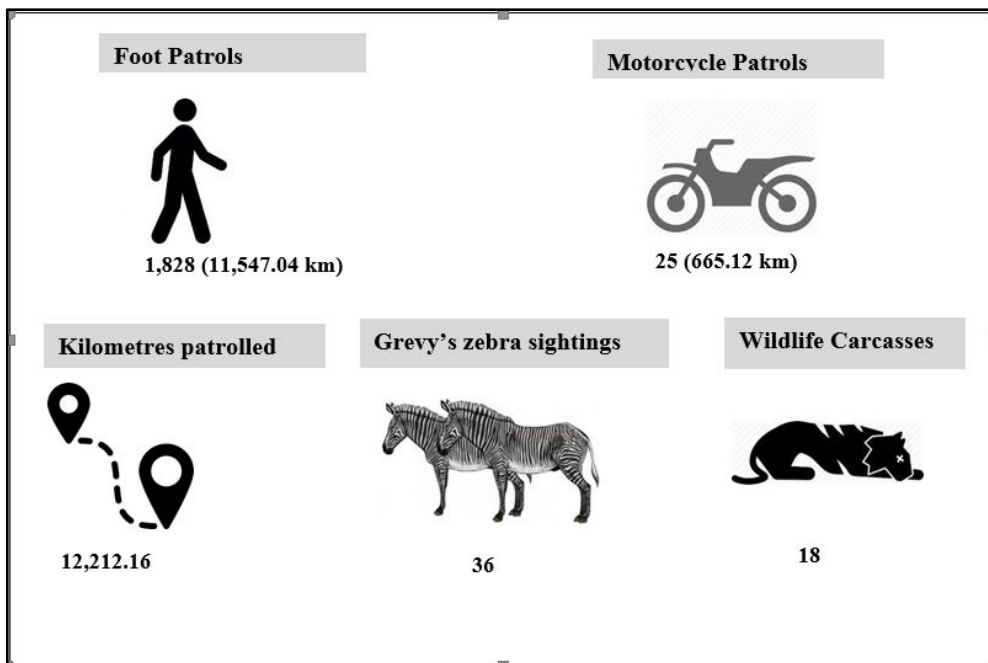 Foot Patrols
Motorcycle Patrols
1,828 (11,547.04 km)
25 (665.12 km)
Kilometres patrolled
Grevy’s zebra sightings
Wildlife Carcasses
12,212.16
36
18